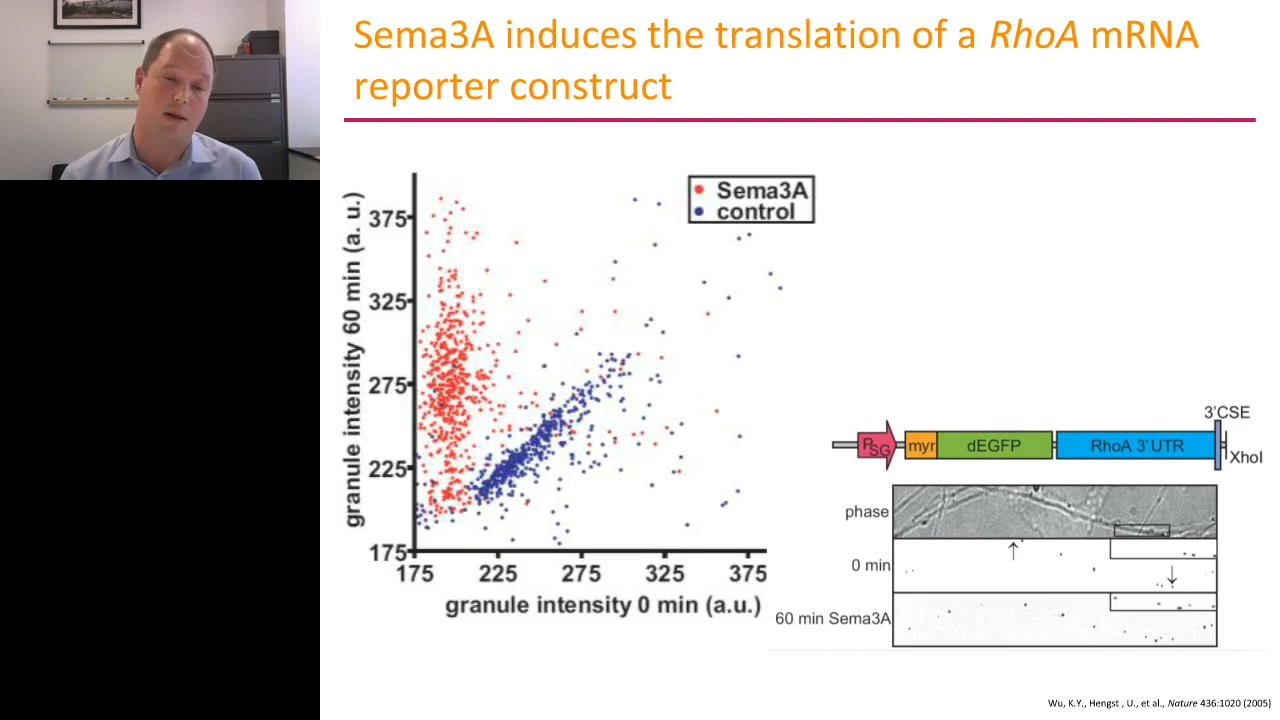 Sema3A induces the translation of a RhoA mRNA
reporter construct
Sema3A
control
granule intensity 60 min (a. u.)
375
325
275
225
175
175 225 275 325 375
granule intensity 0 min (a.u.)
3'CSE
PSG myr dEGFP RhoA 3'UTR
XhoI
phase
0 min
60 min Sema3A
Wu, K.Y., Hengst , U., et al., Nature 436:1020 (2005)